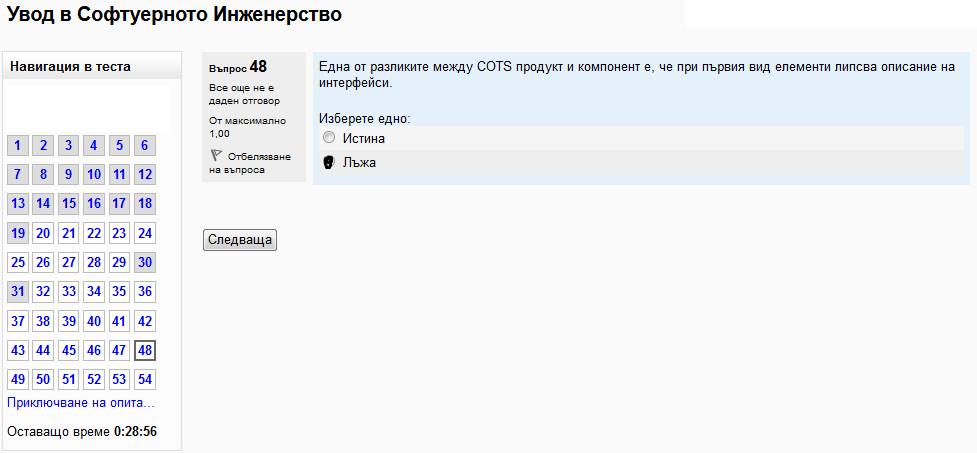 Увод в Софтуерното Инженерство
Навигация в теста
1 2 3 4 5 6
7 8 9 10 11 12
13 14 15 16 17 18
19 20 21 22 23 24
25 26 27 28 29 30
31 32 33 34 35 36
37 38 39 40 41 42
43 44 45 46 47 48
49 50 51 52 53 54
Приключване на опита...
Оставащо време 0:28:56
Въпрос 48
Все още не е
даден отговор
От максимално
1,00
Отбелязване
на въпроса
Една от разликите между COTS продукт и компонент е, че при първия вид елементи липсва описание на
интерфейси.
Изберете едно:
Истина
Лъжа
Следваща